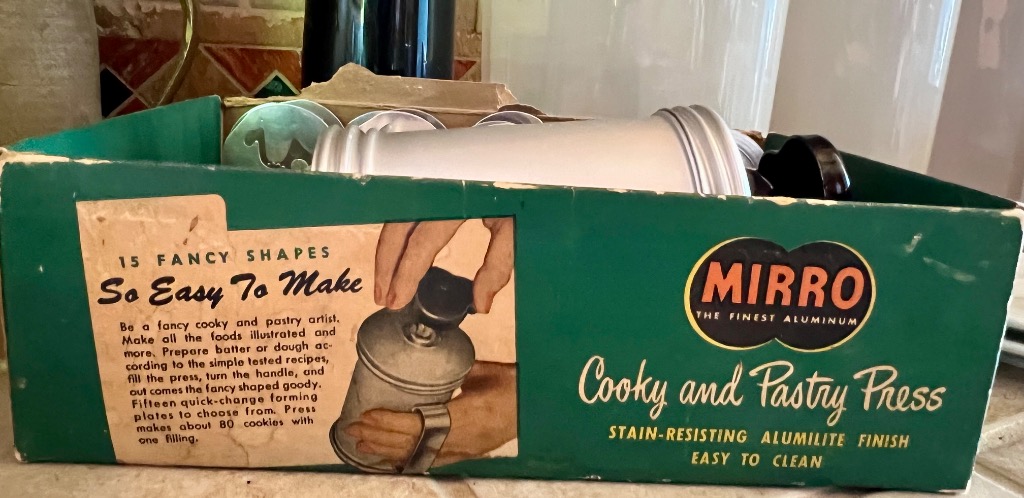 15 FANCY SHAPES
So Easy To Make
Be a fancy cooky and pastry artist.
Make all the foods illustrated and
more. Prepare batter or dough ac-
cording to the simple tested recipes,
fill the press, turn the handle, and
out comes the fancy shaped goody.
Fifteen quick-change forming
plates to choose from. Press
makes about 80 cookies with
one filling.
MIRRO
THE FINEST ALUMINUM
Cooky and Pastry Press
STAIN-RESISTING ALUMILITE FINISH
EASY TO CLEAN